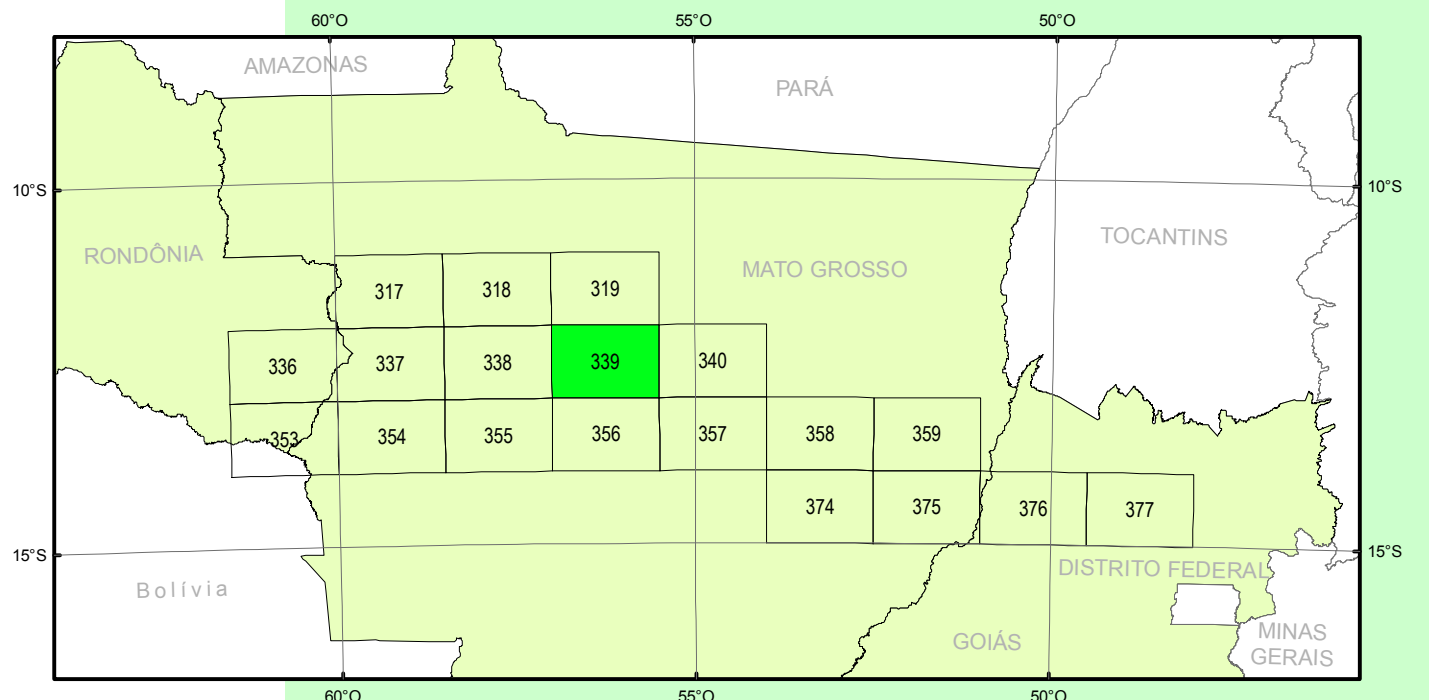 60°O 55°O 50°O
AMAZONAS
PARÁ
10°S 10°S
TOCANTINS
RONDÔNIA
MATO GROSSO
317 318 319
336 337 338 339 340
353 354 355 356 357 358 359
374 375 376 377
15°S 15°S
DISTRITO FEDERAL
Bolívia
GOIÁS
MINAS
GERAIS
60°O 55°O 50°O